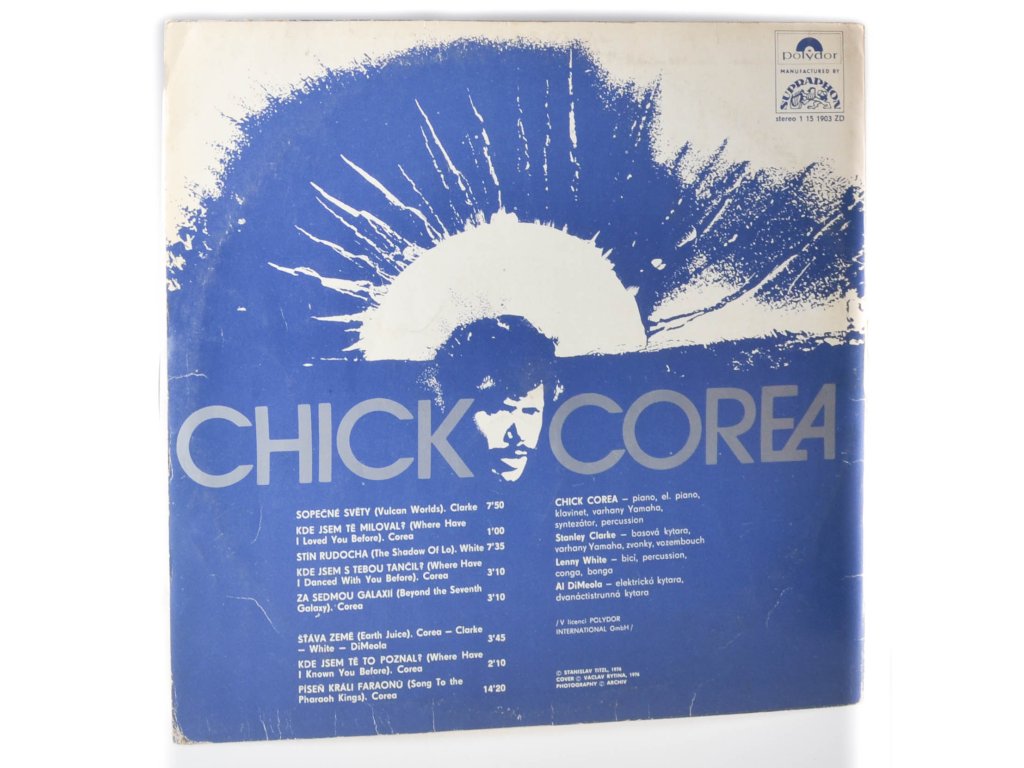 polydor
MANUFACTURED BY
SUPRAPHON
stereo 1 15 1903 ZD
CHICK COREA
SOPEČNÉ SVĚTY (Vulcan Worlds). Clarke 7'50
KDE JSEM TĚ MILOVAL? (Where Have
I Loved You Before). Corea 1'00
STÍN RUDOCHA (The Shadow Of Lo). White 7'35
KDE JSEM S TEBOU TANČIL? (Where Have
I Danced With You Before). Corea 3'10
ZA SEDMOU GALAXIÍ (Beyond the Seventh
Galaxy). Corea 3'10
ŠŤÁVA ZEMĚ (Earth Juice). Corea – Clarke
– White – DiMeola 3'45
KDE JSEM TĚ TO POZNAL? (Where Have
I Known You Before). Corea 2'10
PÍSEŇ KRÁLI FARAONŮ (Song To the
Pharaoh Kings). Corea 14'20
CHICK COREA – piano, el. piano,
klavinet, varhany Yamaha,
syntezátor, percussion
Stanley Clarke – basová kytara,
varhany Yamaha, zvonky, vozembouch
Lenny White – bicí, percussion,
conga, bonga
Al DiMeola – elektrická kytara,
dvanáctistrunná kytara
/V licenci POLYDOR
INTERNATIONAL GmbH/
© STANISLAV TITZL, 1976
COVER © VACLAV RYTINA, 1976
PHOTOGRAPHY © ARCHIV